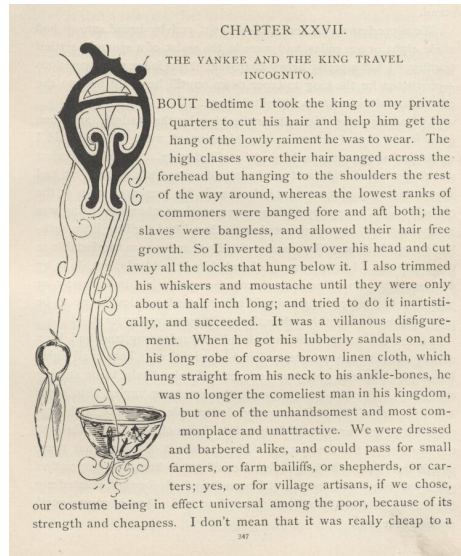 CHAPTER XXVII.
THE YANKEE AND THE KING TRAVEL
INCOGNITO.
ABOUT bedtime I took the king to my private
quarters to cut his hair and help him get the
hang of the lowly raiment he was to wear. The
high classes wore their hair banged across the
forehead but hanging to the shoulders the rest
of the way around, whereas the lowest ranks of
commoners were banged fore and aft both; the
slaves were bangless, and allowed their hair free
growth. So I inverted a bowl over his head and cut
away all the locks that hung below it. I also trimmed
his whiskers and moustache until they were only
about a half inch long; and tried to do it inartisti-
cally, and succeeded. It was a villanous disfigure-
ment. When he got his lubberly sandals on, and
his long robe of coarse brown linen cloth, which
hung straight from his neck to his ankle-bones, he
was no longer the comeliest man in his kingdom,
but one of the unhandsomest and most com-
monplace and unattractive. We were dressed
and barbered alike, and could pass for small
farmers, or farm bailiffs, or shepherds, or car-
ters; yes, or for village artisans, if we chose,
our costume being in effect universal among the poor, because of its
strength and cheapness. I don't mean that it was really cheap to a
347